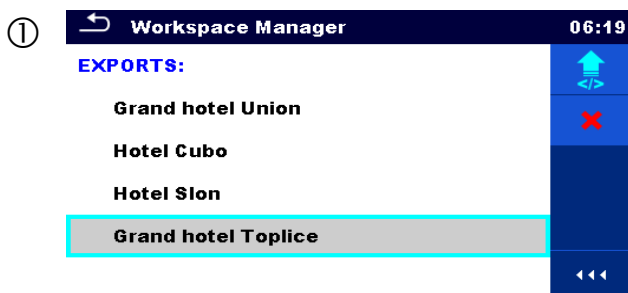 ①
Workspace Manager 06:19
EXPORTS:
</>
Grand hotel Union
Hotel Cubo
Hotel Slon
Grand hotel Toplice